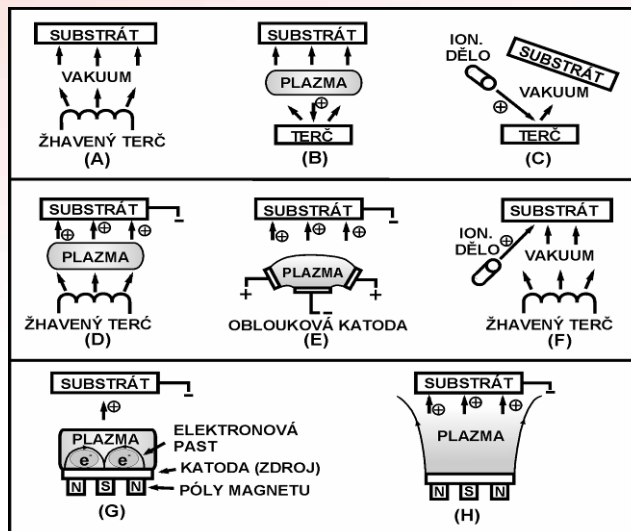 SUBSTRÁT
VAKUUM
ŽHAVENÝ TERČ
(A)
SUBSTRÁT
PLAZMA
⊕
TERČ
(B)
ION.
DĚLO
SUBSTRÁT
VAKUUM
⊕
TERČ
(C)
SUBSTRÁT
⊕ ⊕ ⊕ −
PLAZMA
ŽHAVENÝ TERĆ
(D)
SUBSTRÁT
⊕ ⊕ ⊕ −
PLAZMA
+ − +
OBLOUKOVÁ KATODA
(E)
SUBSTRÁT
ION. ⊕
DĚLO
VAKUUM
ŽHAVENÝ TERČ
(F)
SUBSTRÁT
⊕ −
PLAZMA
e- e-
ELEKTRONOVÁ
PAST
KATODA (ZDROJ)
N S N PÓLY MAGNETU
(G)
SUBSTRÁT
⊕ ⊕ ⊕ −
PLAZMA
N S N
(H)